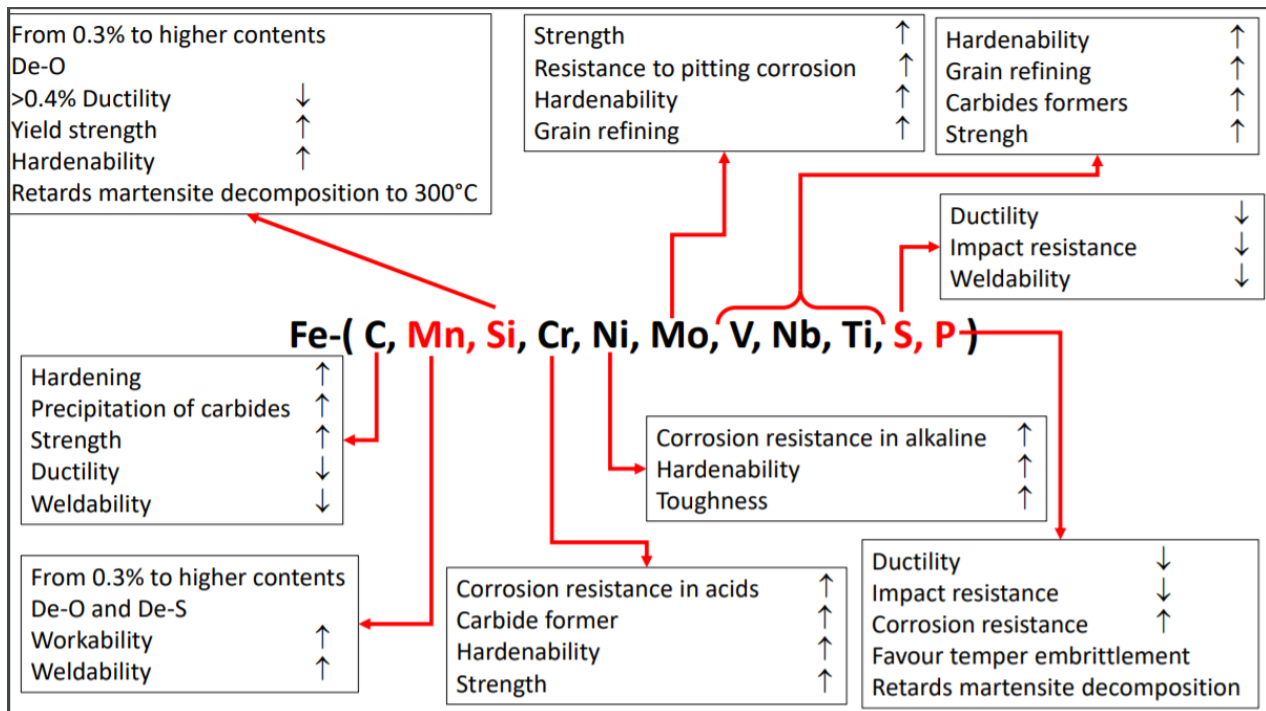 From 0.3% to higher contents
De-O
>0.4% Ductility ↓
Yield strength ↑
Hardenability ↑
Retards martensite decomposition to 300°C
Strength ↑
Resistance to pitting corrosion ↑
Hardenability ↑
Grain refining ↑
Hardenability ↑
Grain refining ↑
Carbides formers ↑
Strengh ↑
Ductility ↓
Impact resistance ↓
Weldability ↓
Fe-( C, Mn, Si, Cr, Ni, Mo, V, Nb, Ti, S, P )
Hardening ↑
Precipitation of carbides ↑
Strength ↑
Ductility ↓
Weldability ↓
Corrosion resistance in alkaline ↑
Hardenability ↑
Toughness ↑
From 0.3% to higher contents
De-O and De-S
Workability ↑
Weldability ↑
Corrosion resistance in acids ↑
Carbide former ↑
Hardenability ↑
Strength ↑
Ductility ↓
Impact resistance ↓
Corrosion resistance ↑
Favour temper embrittlement
Retards martensite decomposition